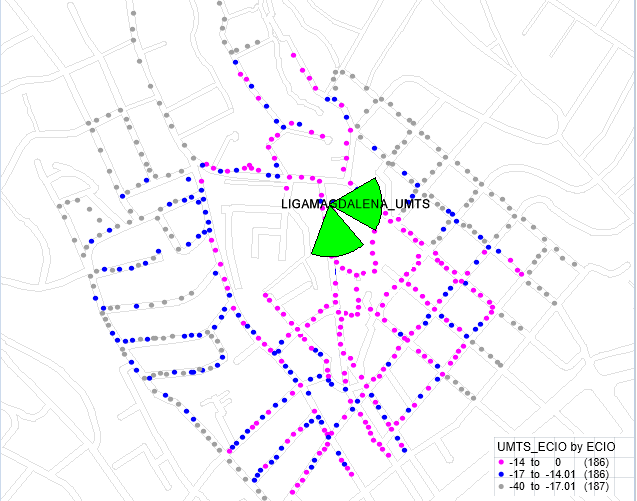 LIGAMAGDALENA_UMTS
UMTS_ECIO by ECIO
-14 to 0 (186)
-17 to -14.01 (186)
-40 to -17.01 (187)